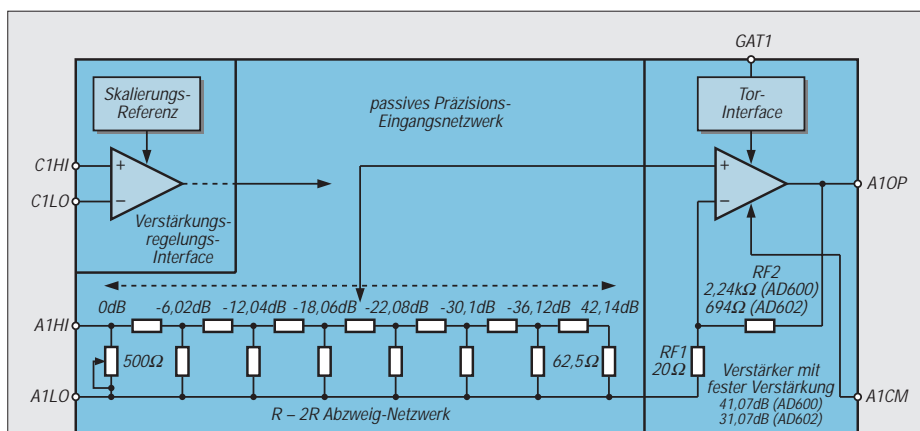 GAT1
Skalierungs-
Referenz
passives Präzisions-
Eingangsnetzwerk
Tor-
Interface
C1HI
+
+
A1OP
C1LO
−
−
Verstärkungs-
regelungs-
Interface
RF2
2,24kΩ (AD600)
694Ω (AD602)
0dB -6,02dB -12,04dB -18,06dB -22,08dB -30,1dB -36,12dB 42,14dB
A1HI
500Ω
62,5Ω
RF1
20Ω
Verstärker mit
fester Verstärkung
41,07dB (AD600)
31,07dB (AD602)
A1LO
A1CM
R – 2R Abzweig-Netzwerk